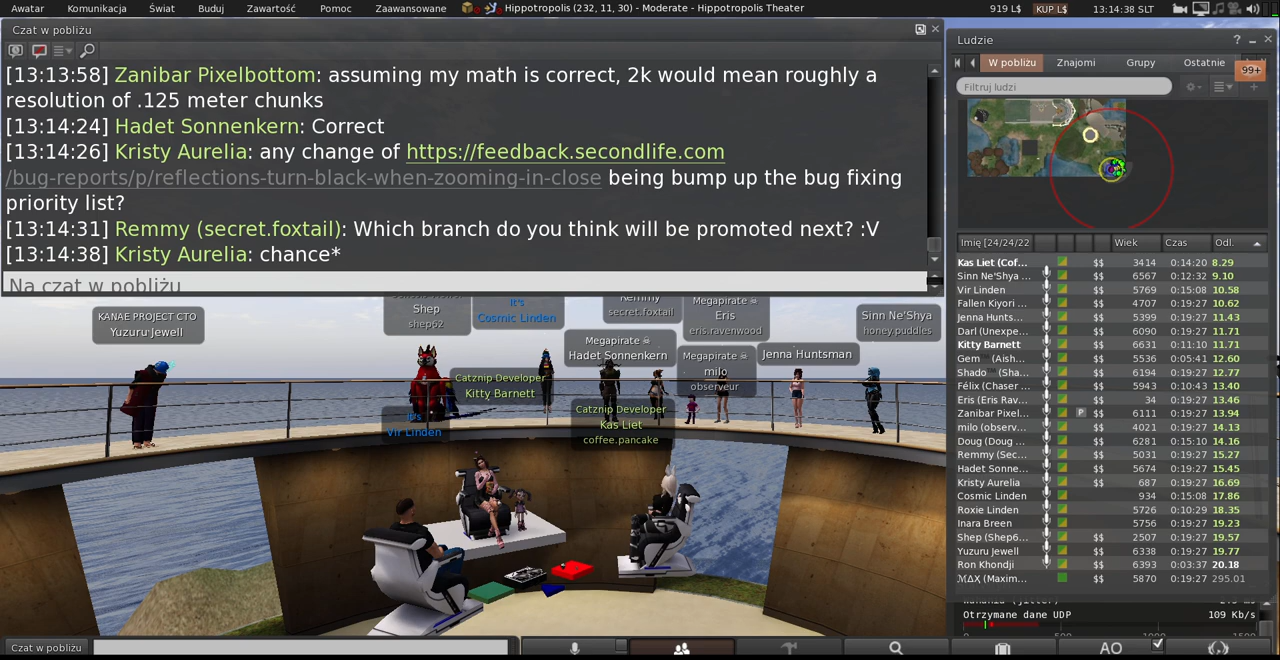 Awatar Komunikacja Świat Buduj Zawartość Pomoc Zaawansowane Hippotropolis (232, 11, 30) - Moderate - Hippotropolis Theater 919 L$ KUP L$ 13:14:38 SLT
Czat w pobliżu
[13:13:58] Zanibar Pixelbottom: assuming my math is correct, 2k would mean roughly a
resolution of .125 meter chunks
[13:14:24] Hadet Sonnenkern: Correct
[13:14:26] Kristy Aurelia: any change of https://feedback.secondlife.com
/bug-reports/p/reflections-turn-black-when-zooming-in-close being bump up the bug fixing
priority list?
[13:14:31] Remmy (secret.foxtail): Which branch do you think will be promoted next? :V
[13:14:38] Kristy Aurelia: chance*
Na czat w pobliżu
KANAE PROJECT CTO
Yuzuru Jewell
Shep
shep62
It's
Cosmic Linden
Remmy
secret.foxtail
Megapirate ☠
Eris
eris.ravenwood
Sinn Ne'Shya
honey.puddles
Megapirate ☠
Hadet Sonnenkern
Megapirate ☠
milo
observeur
Jenna Huntsman
Catznip Developer
Kitty Barnett
It's
Vir Linden
Catznip Developer
Kas Liet
coffee.pancake
Czat w pobliżu
Ludzie
? _ ×
W pobliżu Znajomi Grupy Ostatnie
99+
Filtruj ludzi
Imię [24/24/22 Wiek Czas Odl.
Kas Liet (Cof... $$ 3414 0:14:20 8.29
Sinn Ne'Shya ... $$ 6567 0:12:32 9.10
Vir Linden $$ 5769 0:15:08 10.58
Fallen Kiyori ... $$ 4707 0:19:27 10.62
Jenna Hunts... $$ 5399 0:19:27 11.43
Darl (Unexpe... $$ 6090 0:19:27 11.71
Kitty Barnett $$ 6631 0:11:10 11.71
Gem™ (Aish... $$ 5536 0:05:41 12.60
Shado™ (Sha... $$ 6194 0:19:27 12.77
Félix (Chaser ... $$ 5943 0:10:43 13.40
Eris (Eris Rav... $$ 34 0:19:27 13.46
Zanibar Pixel... P $$ 6111 0:19:27 13.94
milo (observ... $$ 4021 0:19:27 14.13
Doug (Doug ... $$ 6281 0:15:10 14.16
Remmy (Sec... $$ 5031 0:19:27 15.27
Hadet Sonne... $$ 5674 0:19:27 15.45
Kristy Aurelia $$ 687 0:19:27 16.69
Cosmic Linden 934 0:15:08 17.86
Roxie Linden $$ 5726 0:10:29 18.35
Inara Breen $$ 5756 0:19:27 19.23
Shep (Shep6... $$ 2507 0:19:27 19.57
Yuzuru Jewell $$ 6338 0:19:27 19.77
Ron Khondji $$ 6393 0:03:37 20.18
ℳΔX (Maxim... $$ 5870 0:19:27 295.01
Otrzymane dane UDP 109 Kb/s
AO